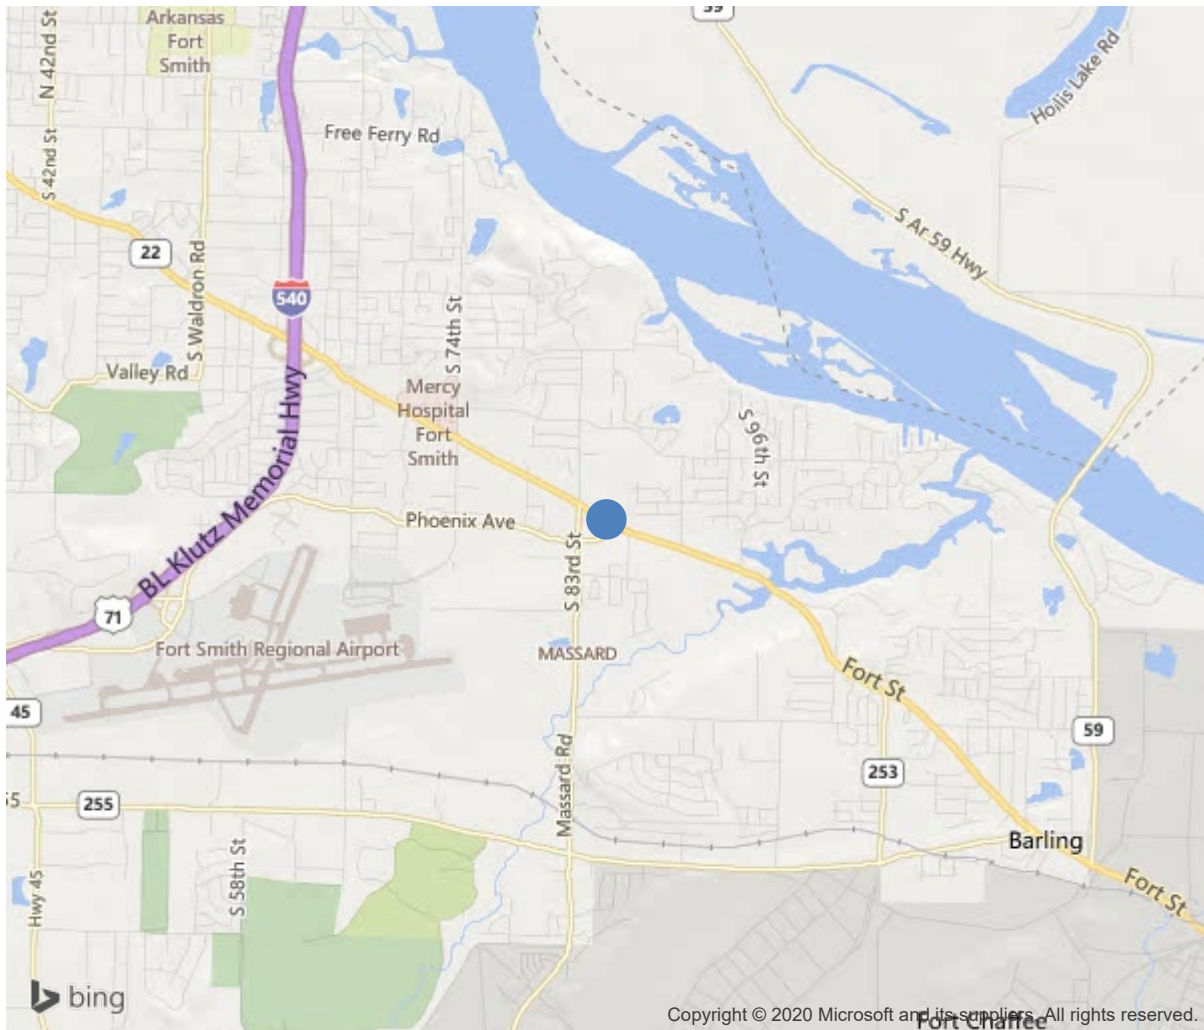 59
Arkansas
Fort
Smith
N 42nd St
S 42nd St
Free Ferry Rd
Hollis Lake Rd
22
S Waldron Rd
S Ar 59 Hwy
540
S 74th St
Valley Rd
Mercy
Hospital
Fort
Smith
S 96th St
BL Klutz Memorial Hwy
Phoenix Ave
S 83rd St
71
Fort Smith Regional Airport
MASSARD
Fort St
45
59
253
Massard Rd
55
255
Barling
S 58th St
Hwy 45
Fort St
bing
Fort Chaffee
Copyright © 2020 Microsoft and its suppliers. All rights reserved.